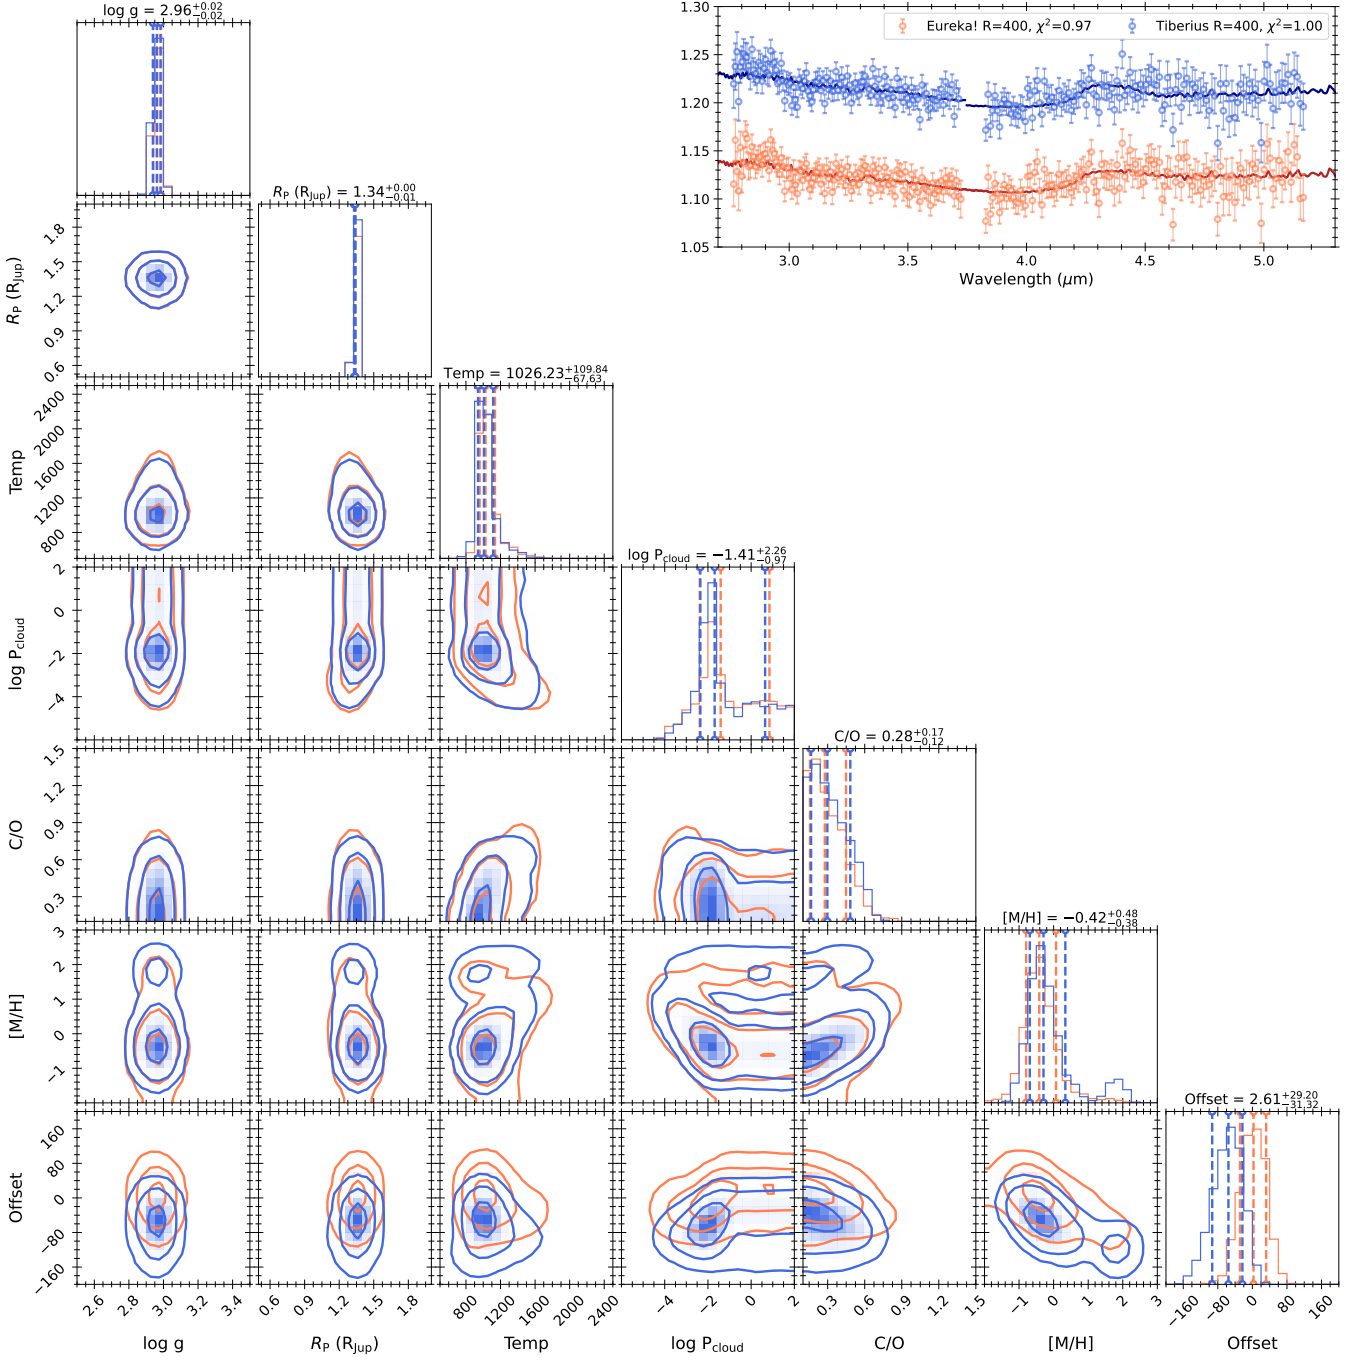 log g = 2.96+0.02−0.02
1.30
Eureka! R=400, χ²=0.97
Tiberius R=400, χ²=1.00
1.25
1.20
1.15
1.10
1.05
3.0 3.5 4.0 4.5 5.0
Wavelength (μm)
RP (RJup) = 1.34+0.00−0.01
RP (RJup)
1.8
1.5
1.2
0.9
0.6
Temp = 1026.23+109.84−67.63
Temp
2400
2000
1600
1200
800
log Pcloud = −1.41+2.26−0.97
log Pcloud
2
0
−2
−4
C/O = 0.28+0.17−0.12
C/O
1.5
1.2
0.9
0.6
0.3
[M/H] = −0.42+0.48−0.38
[M/H]
3
2
1
0
−1
Offset = 2.61+29.20−31.32
Offset
160
80
0
−80
−160
2.6 2.8 3.0 3.2 3.4
0.6 0.9 1.2 1.5 1.8
800 1200 1600 2000 2400
−4 −2 0 2
0.3 0.6 0.9 1.2 1.5
−1 0 1 2 3
−160 −80 0 80 160
log g
RP (RJup)
Temp
log Pcloud
C/O
[M/H]
Offset